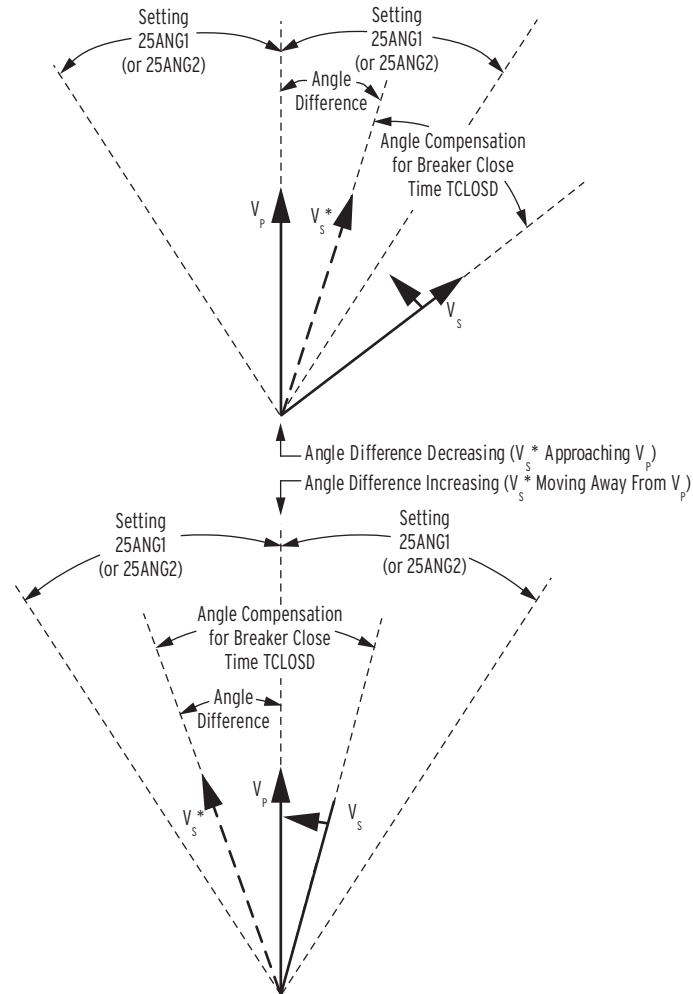 Setting
25ANG1
(or 25ANG2)
Setting
25ANG1
(or 25ANG2)
Angle
Difference
Angle Compensation
for Breaker Close
Time TCLOSD
V_P
V_S*
V_S
Angle Difference Decreasing (V_S* Approaching V_P)
Angle Difference Increasing (V_S* Moving Away From V_P)
Setting
25ANG1
(or 25ANG2)
Setting
25ANG1
(or 25ANG2)
Angle Compensation
for Breaker Close
Time TCLOSD
Angle
Difference
V_P
V_S*
V_S